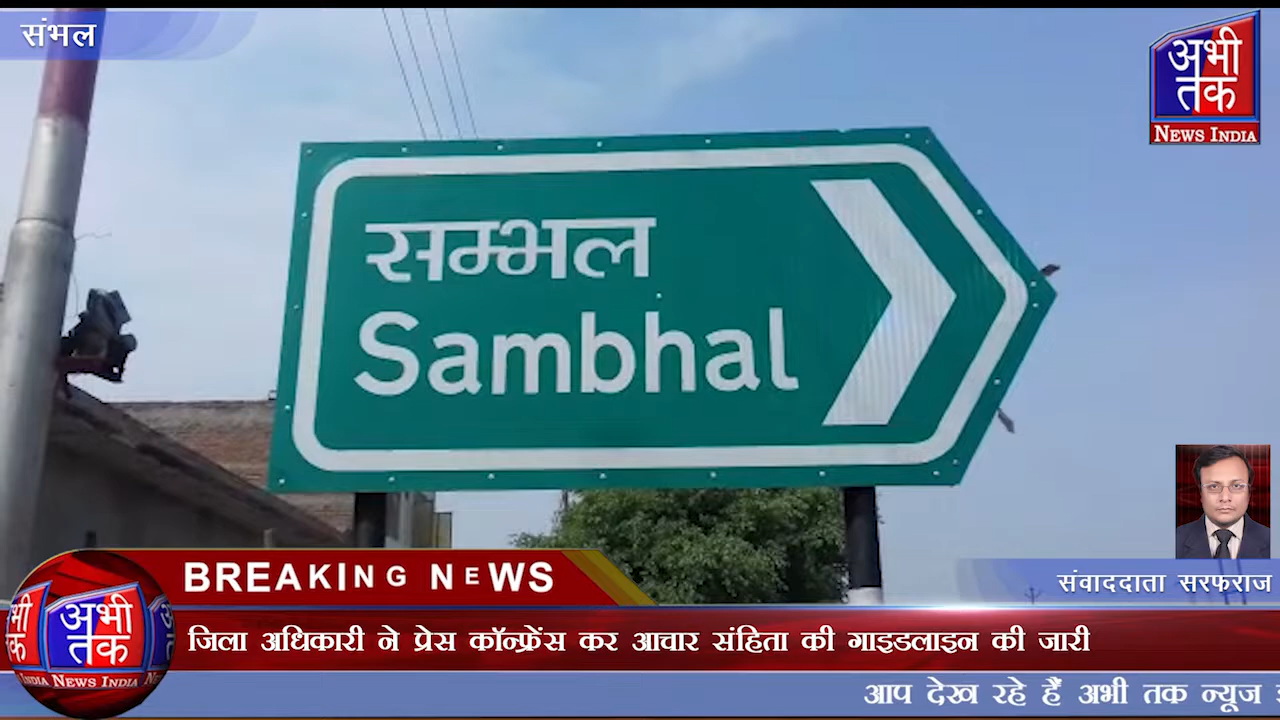 संभल
अभी
तक
NEWS INDIA
सम्भल
Sambhal
संवाददाता सरफराज
BREAKING NEWS
अभी
तक
NEWS INDIA
जिला अधिकारी ने प्रेस कॉन्फ्रेंस कर आचार संहिता की गाइडलाइन की जारी
आप देख रहे हैं अभी तक न्यूज